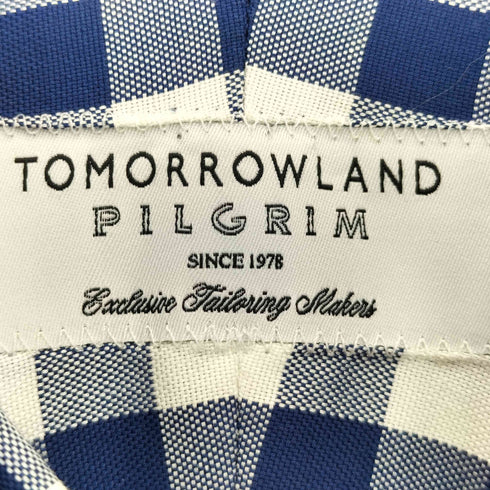 TOMORROWLAND
PILGRIM
SINCE 1978
Exclusive Tailoring Makers